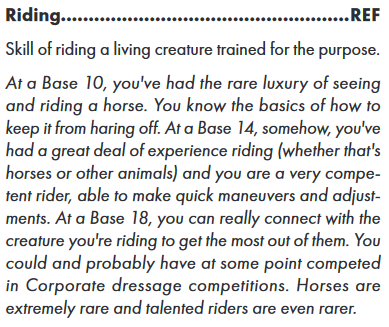 Riding....................................................REF
Skill of riding a living creature trained for the purpose.
At a Base 10, you've had the rare luxury of seeing
and riding a horse. You know the basics of how to
keep it from haring off. At a Base 14, somehow, you've
had a great deal of experience riding (whether that's
horses or other animals) and you are a very compe-
tent rider, able to make quick maneuvers and adjust-
ments. At a Base 18, you can really connect with the
creature you're riding to get the most out of them. You
could and probably have at some point competed
in Corporate dressage competitions. Horses are
extremely rare and talented riders are even rarer.